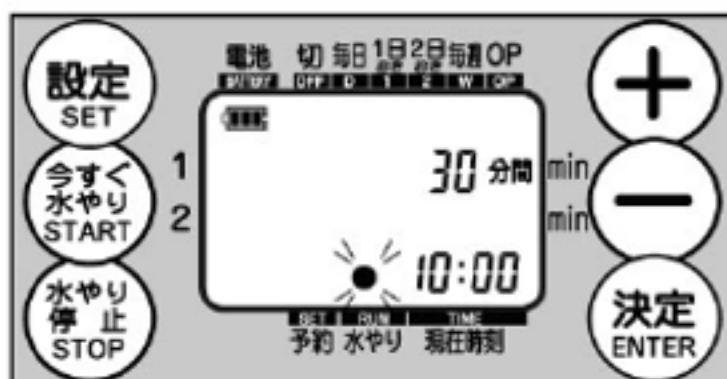 設定
SET
今すぐ
水やり
START
水やり
停止
STOP
電池 切 毎日 1日おき 2日おき 毎週 OP
BATTERY OFF D 1 2 W OP
1 30 分間 min
2 min
10:00
SET RUN TIME
予約 水やり 現在時刻
+
−
決定
ENTER